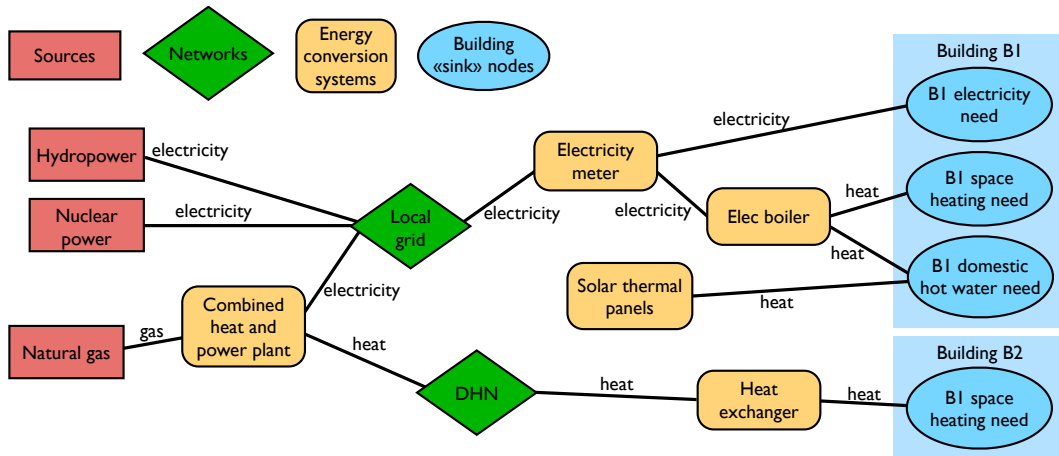 Sources
Networks
Energy
conversion
systems
Building
«sink» nodes
Building B1
B1 electricity
need
electricity
Hydropower
electricity
Electricity
meter
B1 space
heating need
heat
Nuclear
power
electricity
Local
grid
electricity
electricity
Elec boiler
heat
B1 domestic
hot water need
Solar thermal
panels
heat
electricity
Combined
heat and
power plant
Natural gas
gas
heat
Building B2
DHN
heat
Heat
exchanger
heat
B1 space
heating need